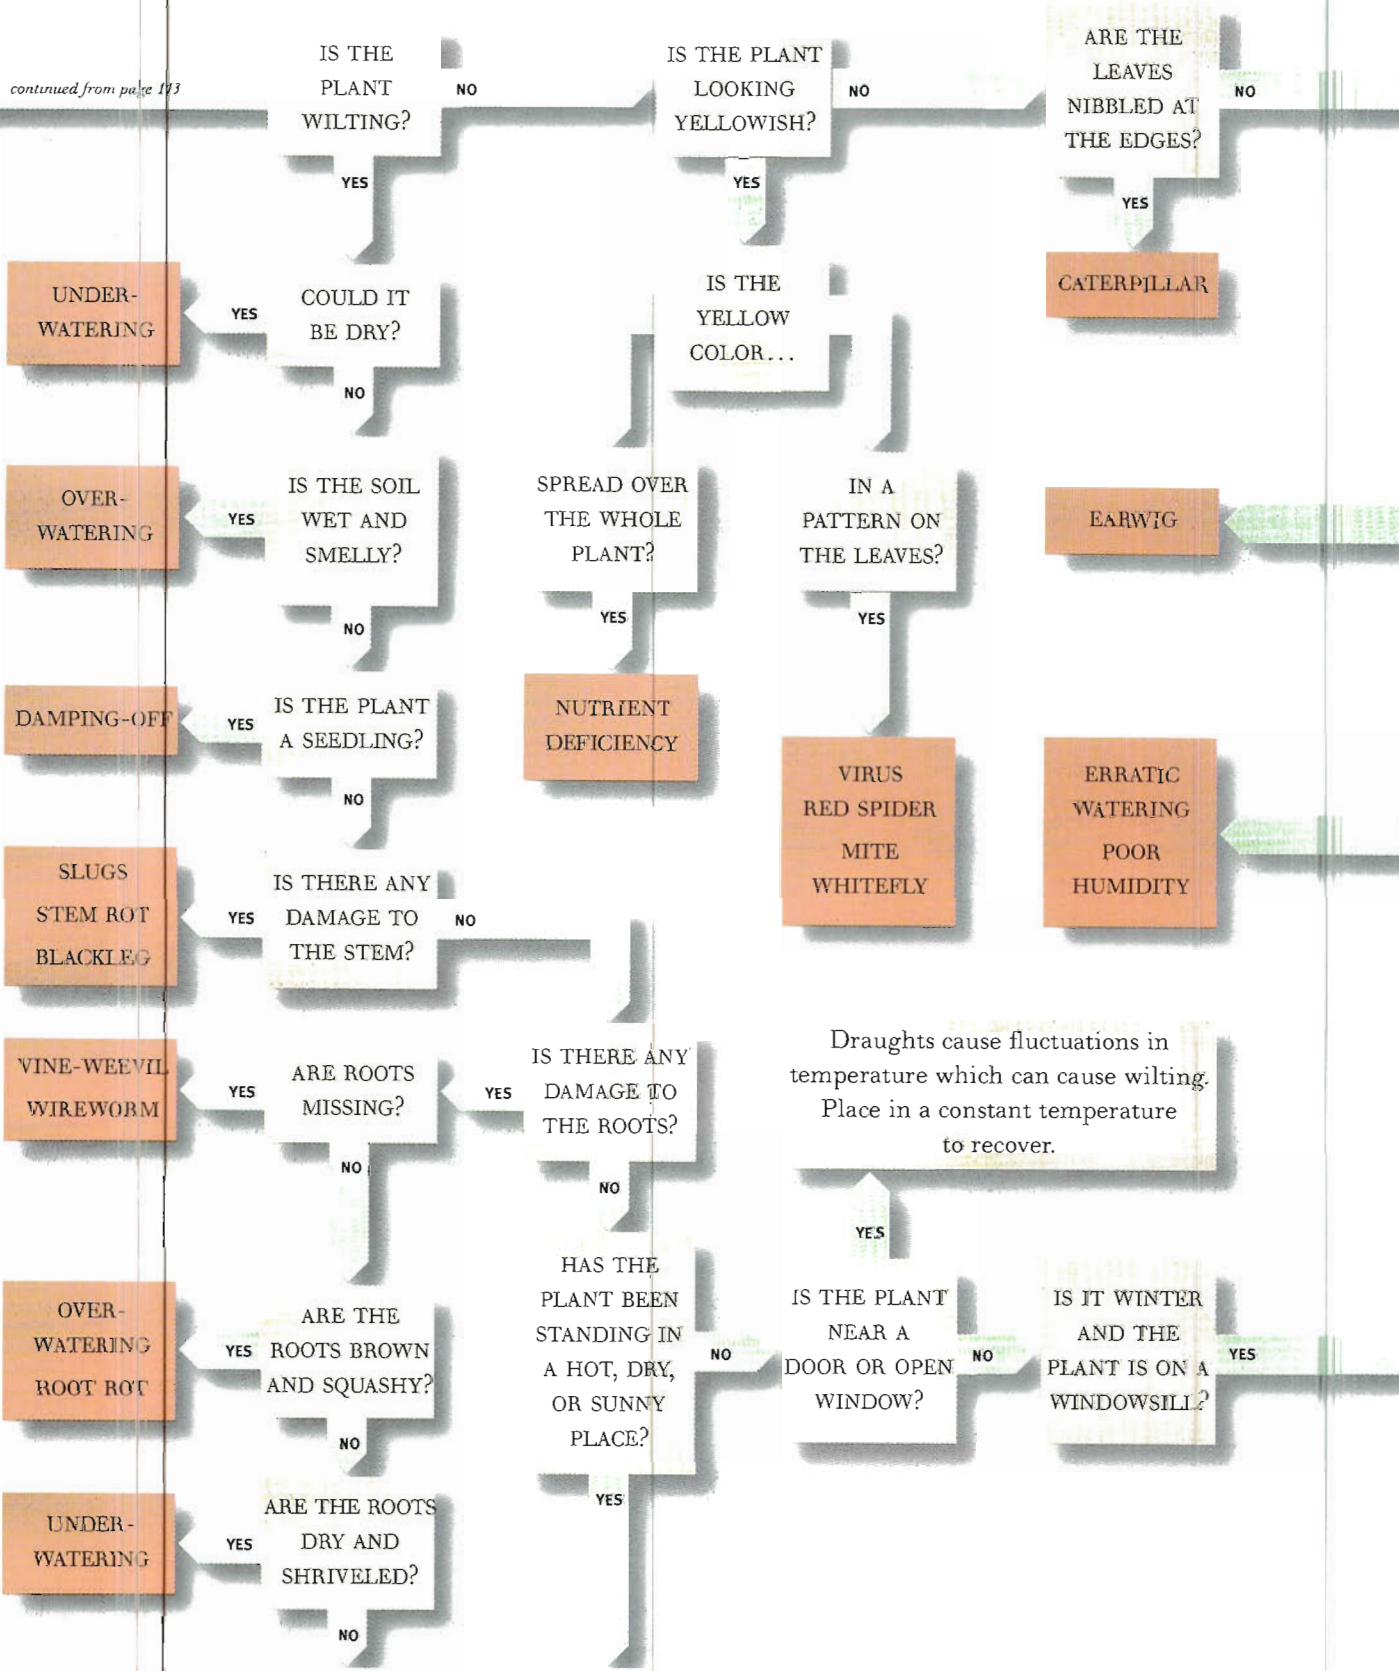 continued from page 143
IS THE
PLANT
WILTING?
NO
YES
IS THE PLANT
LOOKING
YELLOWISH?
NO
YES
ARE THE
LEAVES
NIBBLED AT
THE EDGES?
NO
YES
CATERPILLAR
UNDER-
WATERING
YES
COULD IT
BE DRY?
NO
IS THE
YELLOW
COLOR...
OVER-
WATERING
YES
IS THE SOIL
WET AND
SMELLY?
NO
SPREAD OVER
THE WHOLE
PLANT?
YES
IN A
PATTERN ON
THE LEAVES?
YES
EARWIG
DAMPING-OFF
YES
IS THE PLANT
A SEEDLING?
NO
NUTRIENT
DEFICIENCY
VIRUS
RED SPIDER
MITE
WHITEFLY
ERRATIC
WATERING
POOR
HUMIDITY
SLUGS
STEM ROT
BLACKLEG
YES
IS THERE ANY
DAMAGE TO
THE STEM?
NO
VINE-WEEVIL
WIREWORM
YES
ARE ROOTS
MISSING?
NO
YES
IS THERE ANY
DAMAGE TO
THE ROOTS?
NO
Draughts cause fluctuations in
temperature which can cause wilting.
Place in a constant temperature
to recover.
YES
OVER-
WATERING
ROOT ROT
YES
ARE THE
ROOTS BROWN
AND SQUASHY?
NO
HAS THE
PLANT BEEN
STANDING IN
A HOT, DRY,
OR SUNNY
PLACE?
NO
YES
IS THE PLANT
NEAR A
DOOR OR OPEN
WINDOW?
NO
IS IT WINTER
AND THE
PLANT IS ON A
WINDOWSILL?
YES
UNDER-
WATERING
YES
ARE THE ROOTS
DRY AND
SHRIVELED?
NO